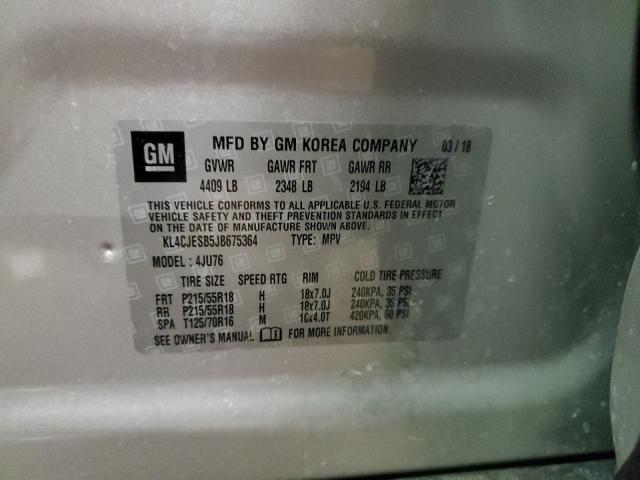 GM MFD BY GM KOREA COMPANY 03/18
GVWR GAWR FRT GAWR RR
4409 LB 2348 LB 2194 LB
THIS VEHICLE CONFORMS TO ALL APPLICABLE U.S. FEDERAL MOTOR
VEHICLE SAFETY AND THEFT PREVENTION STANDARDS IN EFFECT
ON THE DATE OF MANUFACTURE SHOWN ABOVE.
KL4CJESB5JB675364 TYPE: MPV
MODEL: 4JU76
TIRE SIZE SPEED RTG RIM COLD TIRE PRESSURE
FRT P215/55R18 H 18x7.0J 240KPA, 35 PSI
RR P215/55R18 H 18x7.0J 240KPA, 35 PSI
SPA T125/70R16 M 16x4.0T 420KPA, 60 PSI
SEE OWNER'S MANUAL FOR MORE INFORMATION.